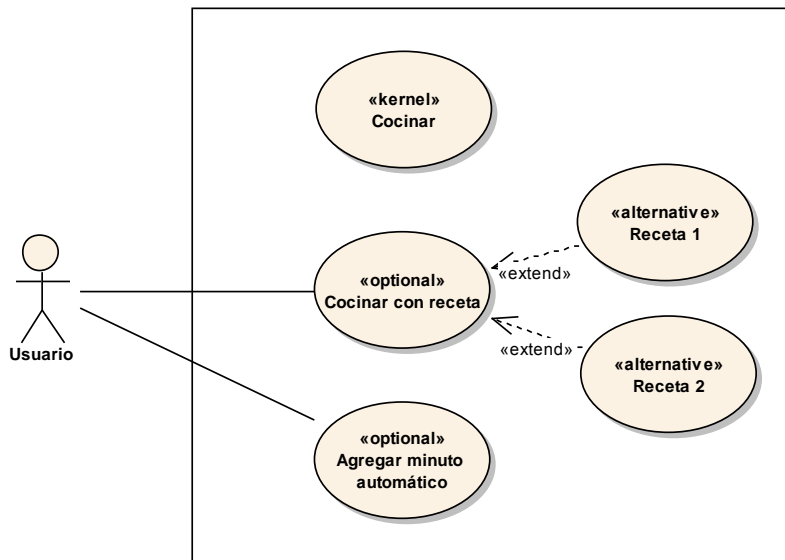 «kernel»
Cocinar
«alternative»
Receta 1
«optional»
Cocinar con receta
«extend»
«extend»
«alternative»
Receta 2
Usuario
«optional»
Agregar minuto
automático